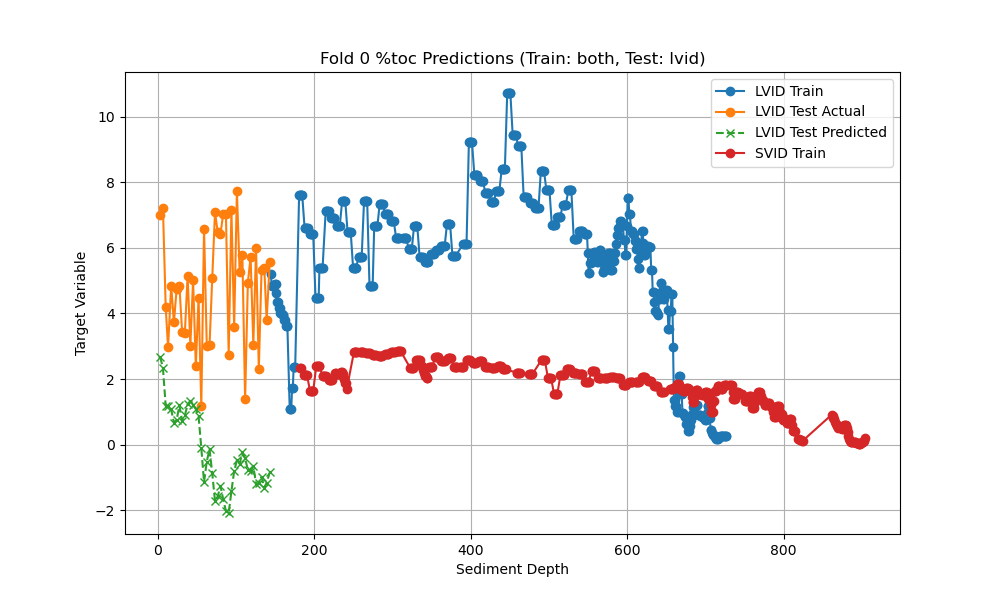 Fold 0 %toc Predictions (Train: both, Test: lvid)
LVID Train
LVID Test Actual
LVID Test Predicted
SVID Train
Target Variable
10
8
6
4
2
0
−2
0 200 400 600 800
Sediment Depth